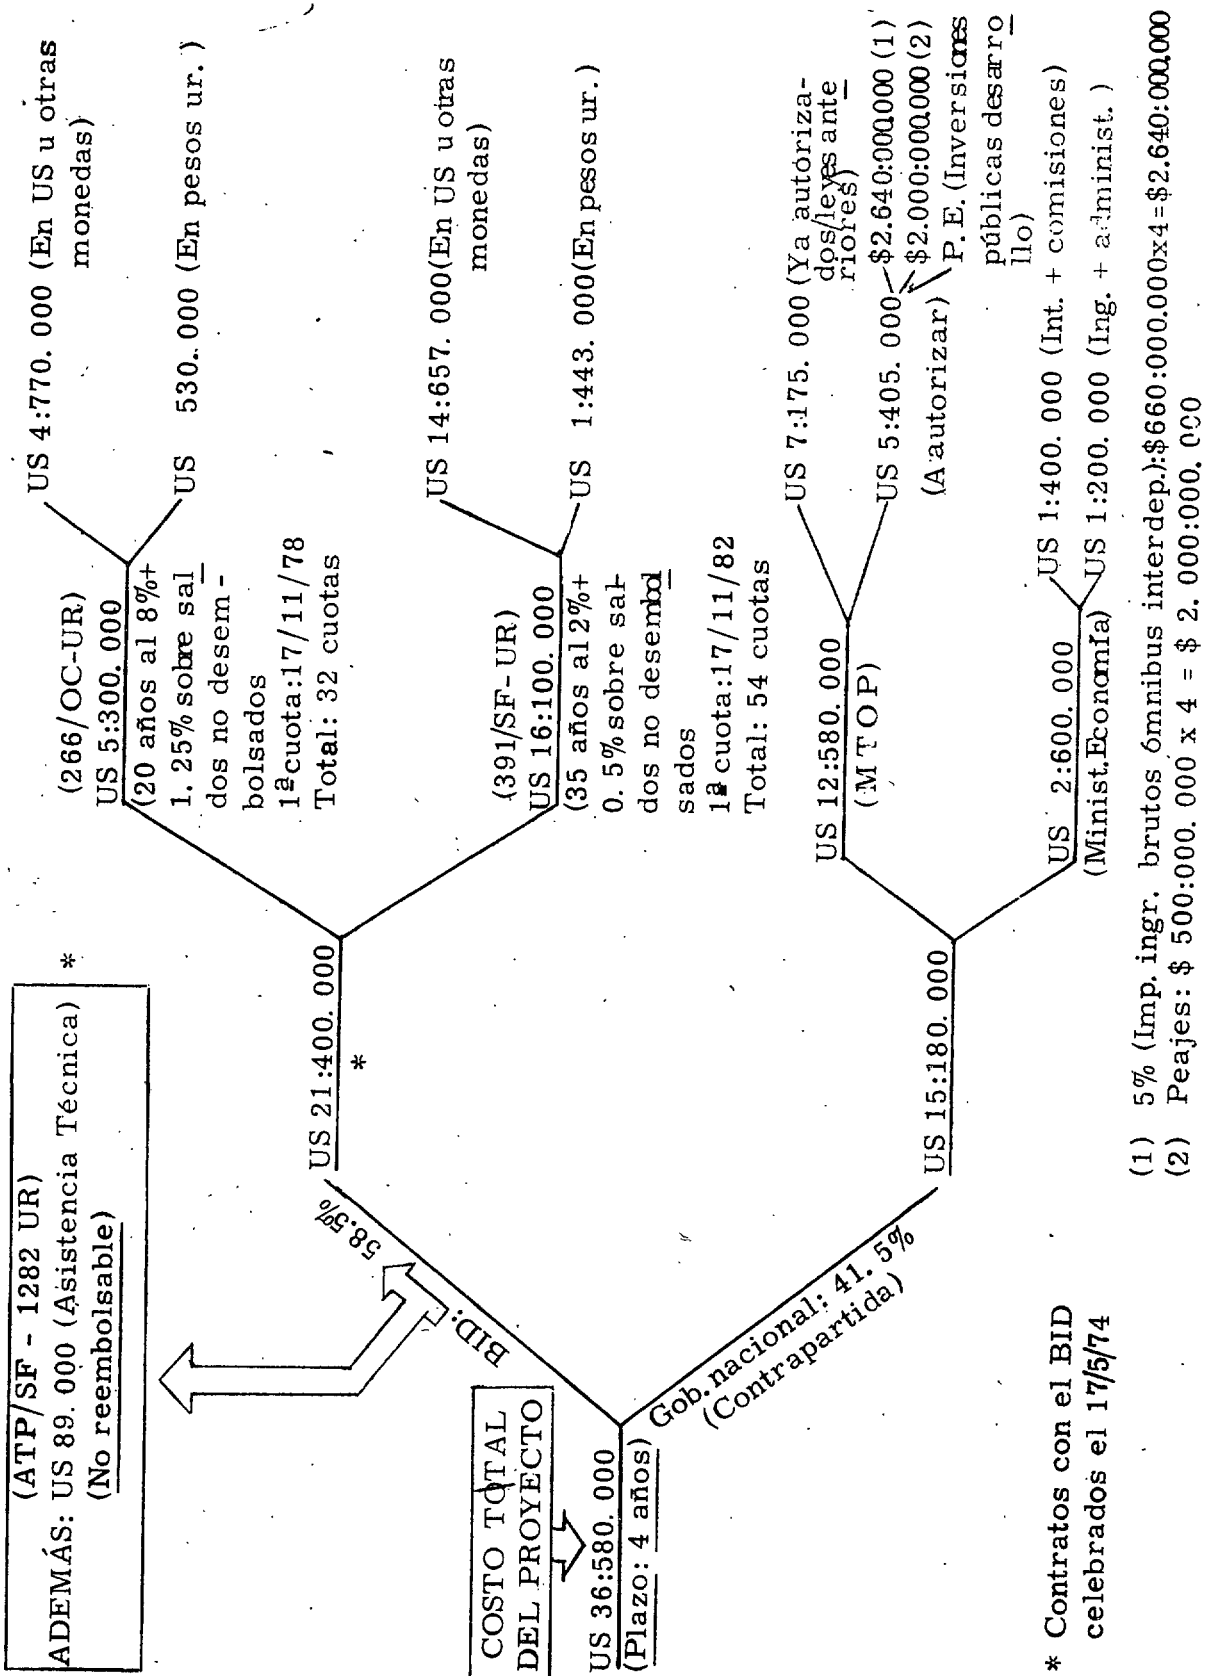 (ATP/SF - 1282 UR)
ADEMÁS: US 89.000 (Asistencia Técnica) *
(No reembolsable)
COSTO TOTAL
DEL PROYECTO
US 36:580.000
(Plazo: 4 años)
BID: 58.5%
Gob. nacional: 41.5%
(Contrapartida)
US 21:400.000
*
(266/OC-UR)
US 5:300.000
(20 años al 8%+
1.25% sobre sal
dos no desem-
bolsados
1ª cuota:17/11/78
Total: 32 cuotas
US 4:770.000 (En US u otras
monedas)
US 530.000 (En pesos ur.)
(391/SF-UR)
US 16:100.000
(35 años al 2%+
0.5% sobre sal-
dos no desembol
sados
1ª cuota:17/11/82
Total: 54 cuotas
US 14:657.000 (En US u otras
monedas)
US 1:443.000 (En pesos ur.)
US 15:180.000
US 12:580.000
(MTOP)
US 7:175.000 (Ya autoriza-
dos/leyes ante
riores)
US 5:405.000
(A autorizar)
$2.640:000.000 (1)
$2.000:000.000 (2)
P.E. (Inversiones
públicas desarro
llo)
US 2:600.000
(Minist. Economía)
US 1:400.000 (Int. + comisiones)
US 1:200.000 (Ing. + administ.)
* Contratos con el BID
celebrados el 17/5/74
(1) 5% (Imp. ingr. brutos ómnibus interdep.):$660:000.000x4=$2.640:000.000
(2) Peajes: $ 500:000.000 x 4 = $ 2.000:000.000